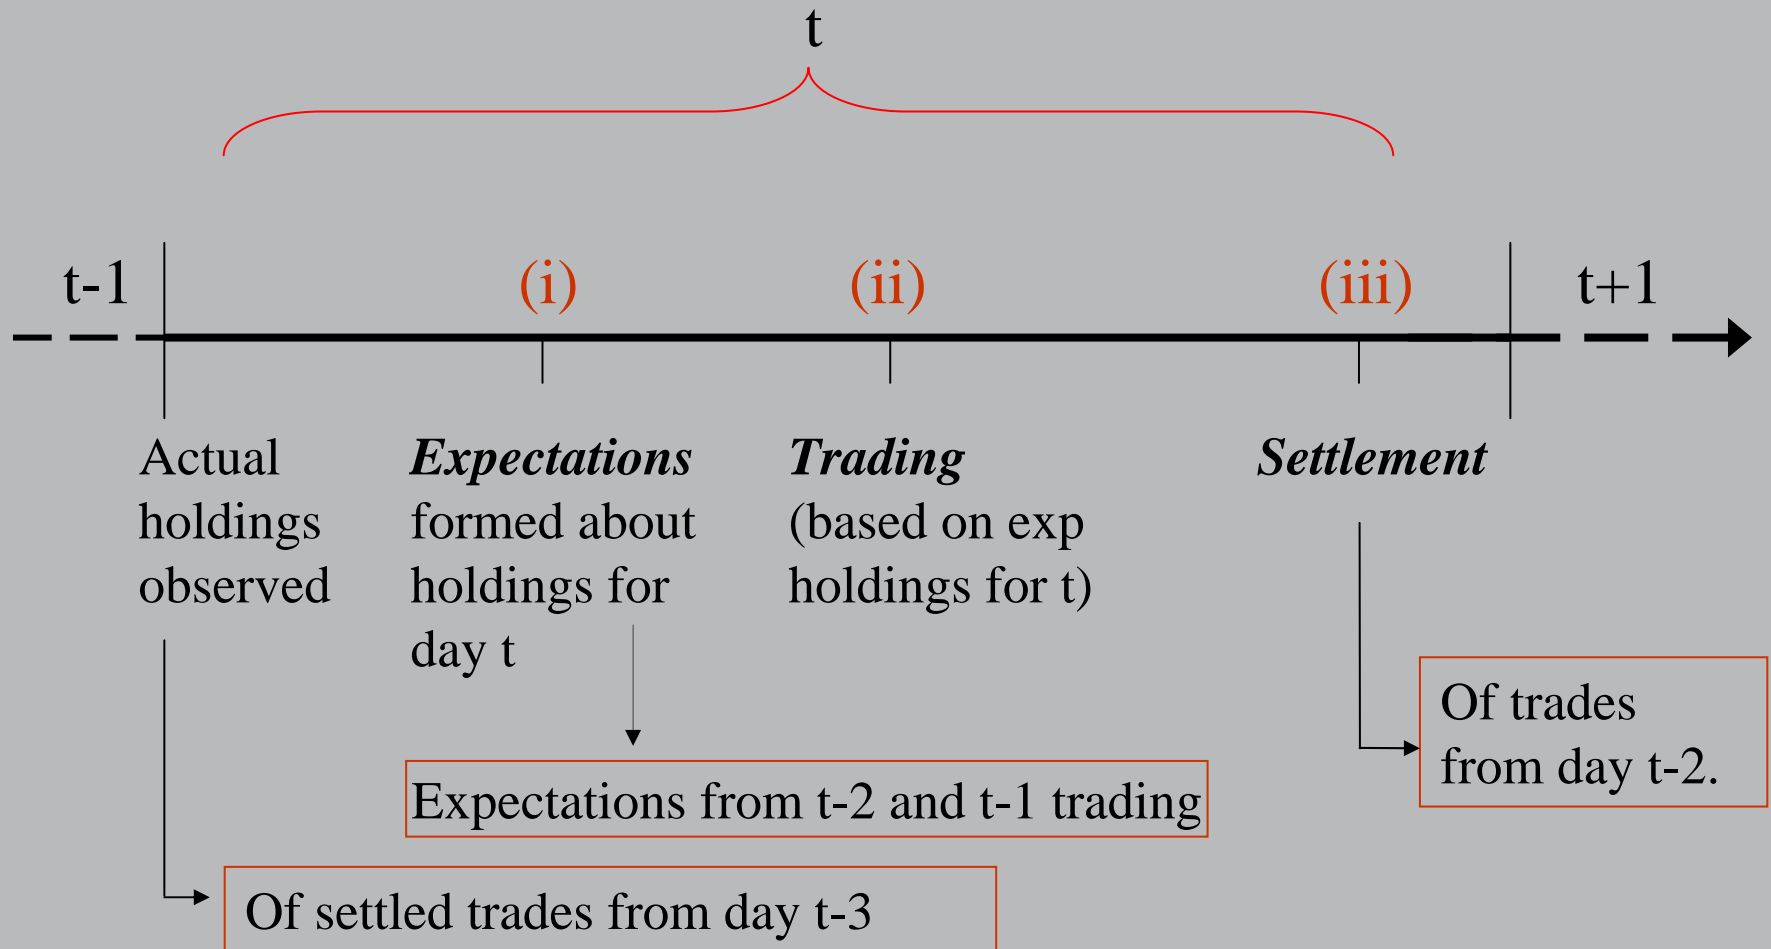 t
t-1
(i)
(ii)
(iii)
t+1
Actual
holdings
observed
Expectations
formed about
holdings for
day t
Trading
(based on exp
holdings for t)
Settlement
Of trades
from day t-2.
Expectations from t-2 and t-1 trading
Of settled trades from day t-3